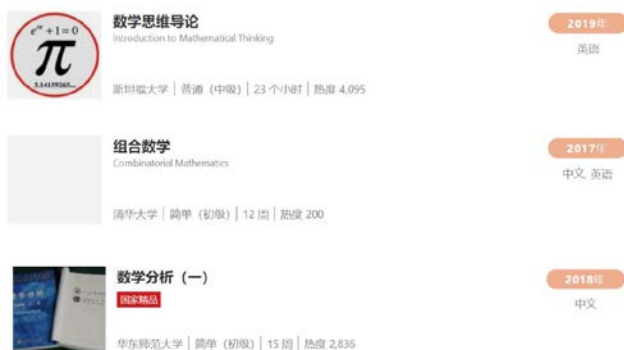 数学思维导论
2019年
Introduction to Mathematical Thinking
英语
e^iπ+1=0
π
3.14159265...
斯坦福大学 | 普通（中级） | 23 个小时 | 热度 4,095
组合数学
2017年
Combinatorial Mathematics
中文, 英语
清华大学 | 简单（初级） | 12 周 | 热度 200
数学分析（一）
2018年
国家精品
中文
华东师范大学 | 简单（初级） | 15 周 | 热度 2,835